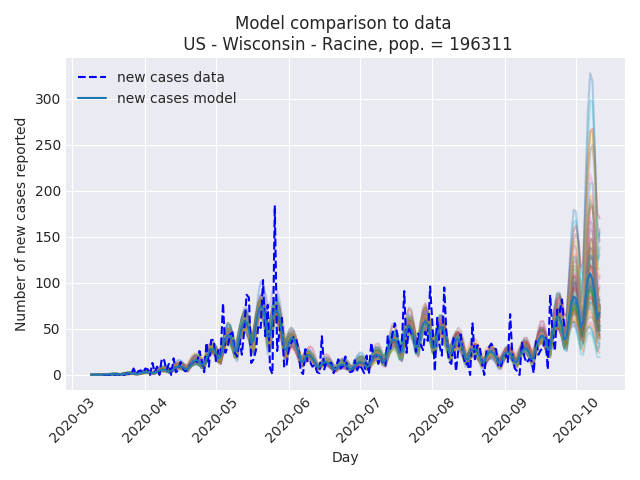 Model comparison to data
US - Wisconsin - Racine, pop. = 196311
new cases data
new cases model
Number of new cases reported
300
250
200
150
100
50
0
2020-03
2020-04
2020-05
2020-06
2020-07
2020-08
2020-09
2020-10
Day